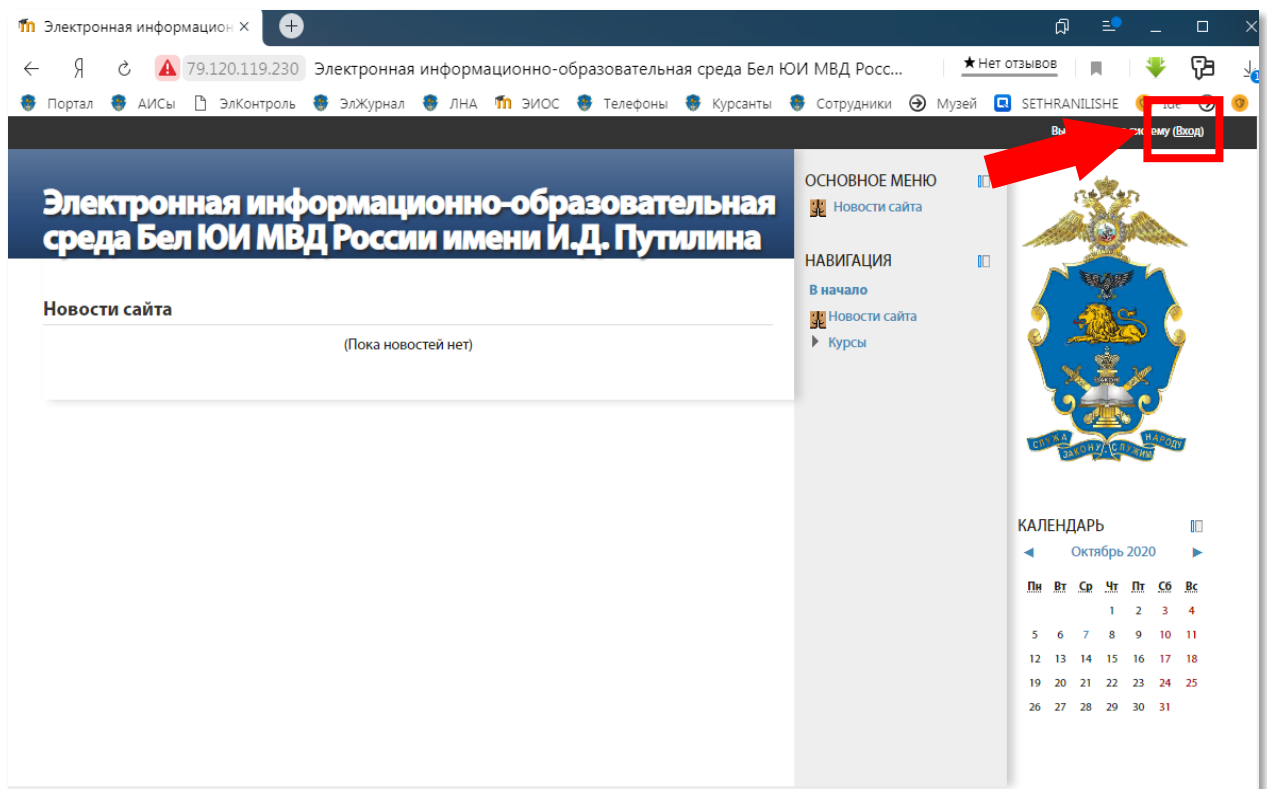 Электронная информацион
79.120.119.230 Электронная информационно-образовательная среда Бел ЮИ МВД Росс... ★Нет отзывов
Портал АИСы ЭлКонтроль ЭлЖурнал ЛНА ЭИОС Телефоны Курсанты Сотрудники Музей SETHRANILISHE
(Вход)
Электронная информационно-образовательная
среда Бел ЮИ МВД России имени И.Д. Путилина
Новости сайта
(Пока новостей нет)
ОСНОВНОЕ МЕНЮ
Новости сайта
НАВИГАЦИЯ
В начало
Новости сайта
Курсы
СЛУЖА ЗАКОНУ, СЛУЖИМ НАРОДУ
КАЛЕНДАРЬ
◄ Октябрь 2020 ►
Пн Вт Ср Чт Пт Сб Вс
1 2 3 4
5 6 7 8 9 10 11
12 13 14 15 16 17 18
19 20 21 22 23 24 25
26 27 28 29 30 31